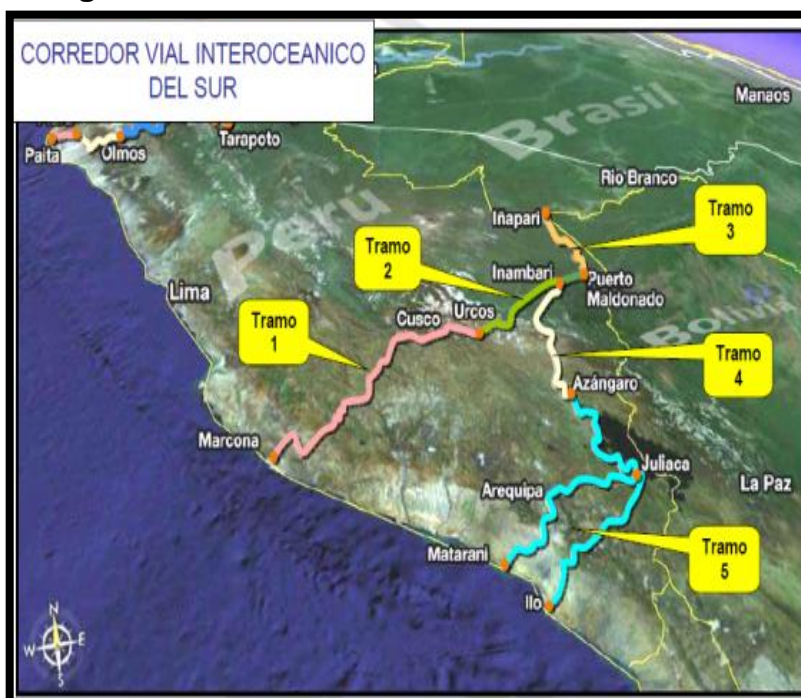 CORREDOR VIAL INTEROCEANICO
DEL SUR
Manaos
Brasil
Paita
Olmos
Tarapoto
Rio Branco
Iñapari
Tramo
3
Perú
Tramo
2
Inambari
Puerto
Maldonado
Lima
Urcos
Cusco
Tramo
1
Bolivia
Tramo
4
Azángaro
Marcona
Juliaca
La Paz
Arequipa
Matarani
Tramo
5
Ilo
N
W
E
S